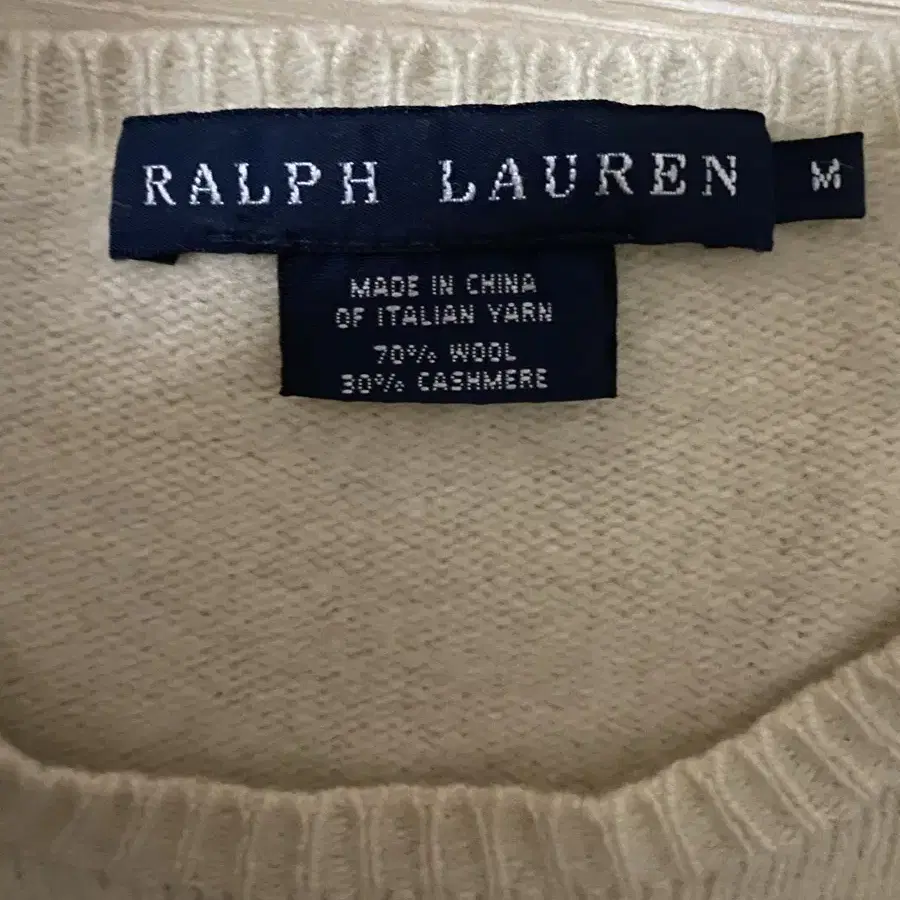 RALPH LAUREN M
MADE IN CHINA
OF ITALIAN YARN
70% WOOL
30% CASHMERE